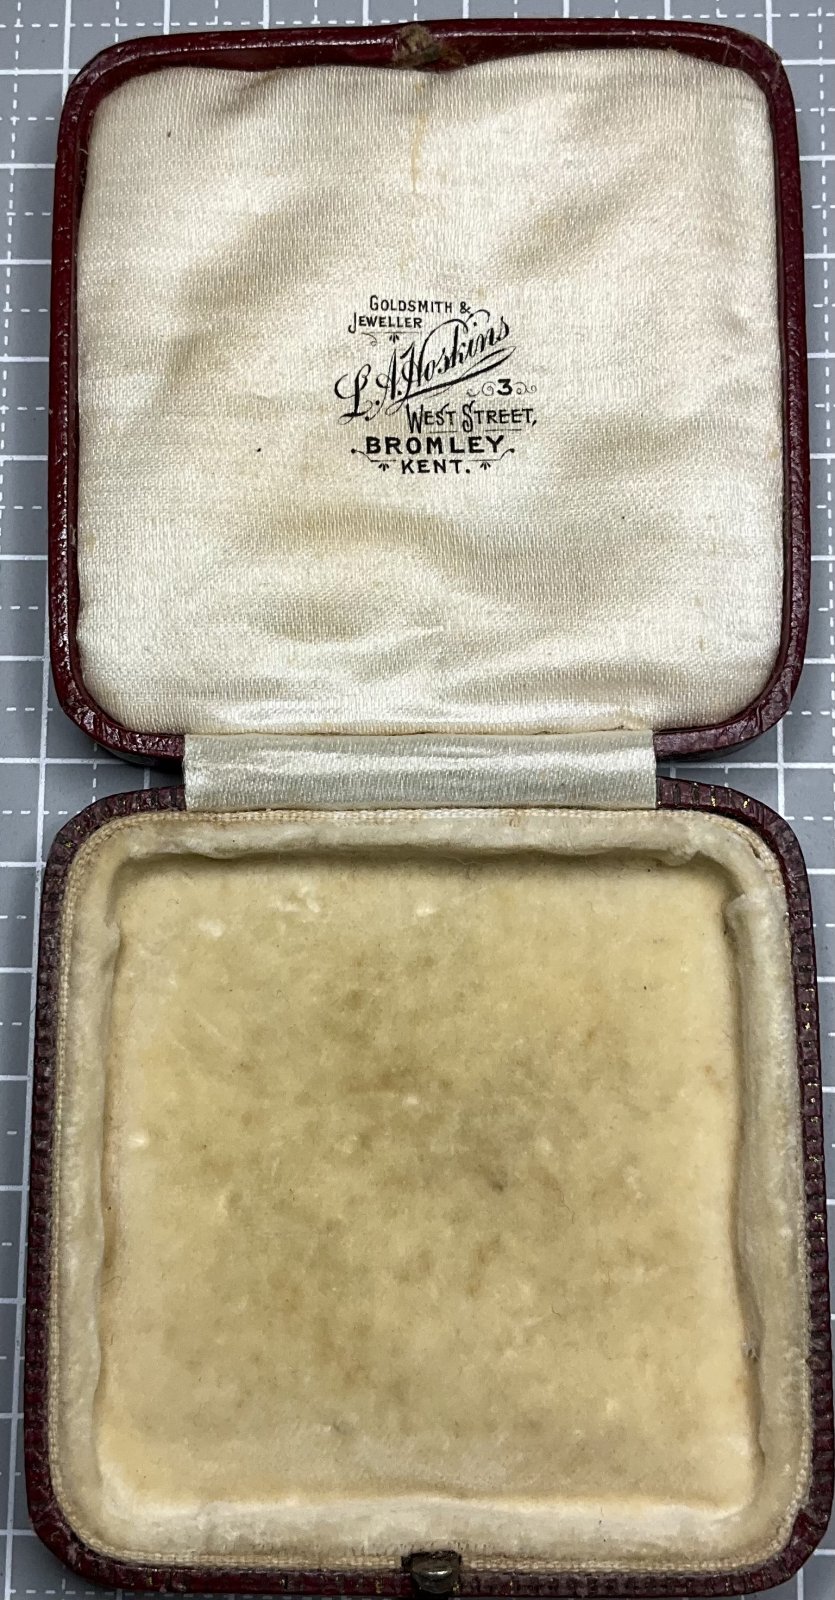 GOLDSMITH &
JEWELLER
L.A. Hoskins
3
WEST STREET,
BROMLEY.
KENT.